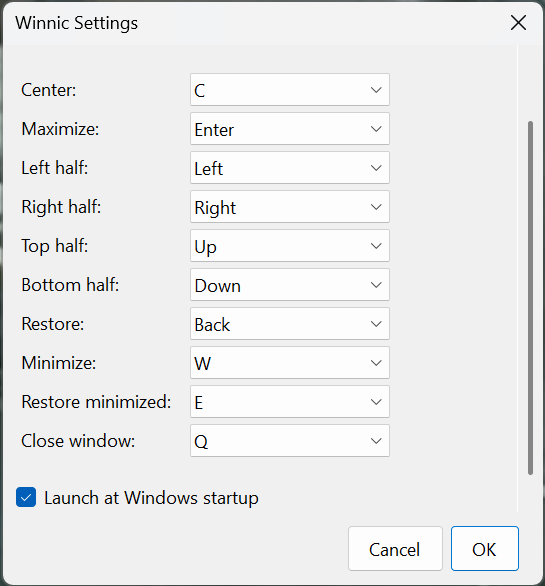 Winnic Settings
Center: C
Maximize: Enter
Left half: Left
Right half: Right
Top half: Up
Bottom half: Down
Restore: Back
Minimize: W
Restore minimized: E
Close window: Q
Launch at Windows startup
Cancel OK